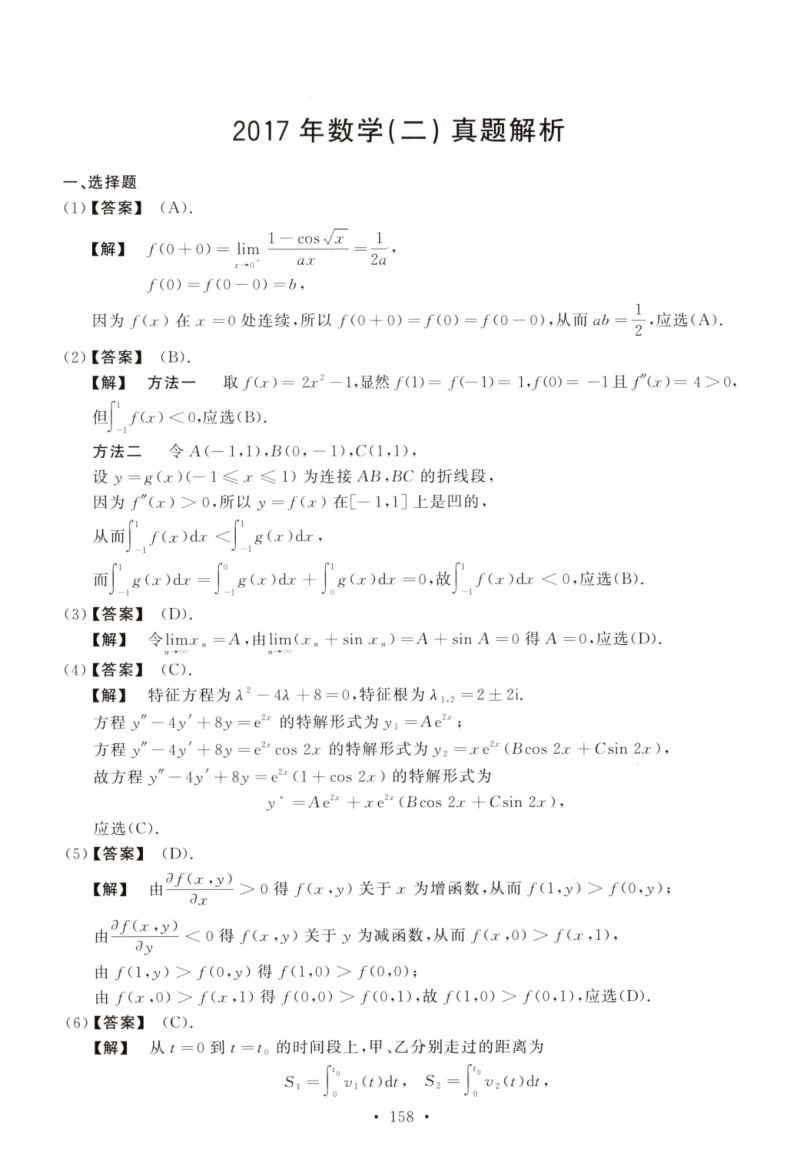 2017 年数学(二) 真题解析
一、选择题
(1)【答案】 (A).
【解】 f(0+0) = lim_{x→0⁺} (1 − cos √x)/(ax) = 1/(2a),
f(0) = f(0−0) = b,
因为 f(x) 在 x = 0 处连续,所以 f(0+0) = f(0) = f(0−0),从而 ab = 1/2,应选(A).
(2)【答案】 (B).
【解】 方法一 取 f(x) = 2x² − 1,显然 f(1) = f(−1) = 1,f(0) = −1 且 f″(x) = 4 > 0,
但∫_{−1}^{1} f(x) < 0,应选(B).
方法二 令 A(−1,1),B(0,−1),C(1,1),
设 y = g(x)(−1 ≤ x ≤ 1) 为连接 AB,BC 的折线段,
因为 f″(x) > 0,所以 y = f(x) 在[−1,1] 上是凹的,
从而∫_{−1}^{1} f(x)dx < ∫_{−1}^{1} g(x)dx,
而∫_{−1}^{1} g(x)dx = ∫_{−1}^{0} g(x)dx + ∫_{0}^{1} g(x)dx = 0,故∫_{−1}^{1} f(x)dx < 0,应选(B).
(3)【答案】 (D).
【解】 令lim_{n→∞} xₙ = A,由lim_{n→∞}(xₙ + sin xₙ) = A + sin A = 0 得 A = 0,应选(D).
(4)【答案】 (C).
【解】 特征方程为 λ² − 4λ + 8 = 0,特征根为 λ_{1,2} = 2 ± 2i.
方程 y″ − 4y′ + 8y = e^{2x} 的特解形式为 y₁ = Ae^{2x};
方程 y″ − 4y′ + 8y = e^{2x} cos 2x 的特解形式为 y₂ = xe^{2x}(Bcos 2x + Csin 2x),
故方程 y″ − 4y′ + 8y = e^{2x}(1 + cos 2x) 的特解形式为
y* = Ae^{2x} + xe^{2x}(Bcos 2x + Csin 2x),
应选(C).
(5)【答案】 (D).
【解】 由 ∂f(x,y)/∂x > 0 得 f(x,y) 关于 x 为增函数,从而 f(1,y) > f(0,y);
由 ∂f(x,y)/∂y < 0 得 f(x,y) 关于 y 为减函数,从而 f(x,0) > f(x,1),
由 f(1,y) > f(0,y) 得 f(1,0) > f(0,0);
由 f(x,0) > f(x,1) 得 f(0,0) > f(0,1),故 f(1,0) > f(0,1),应选(D).
(6)【答案】 (C).
【解】 从 t = 0 到 t = t₀ 的时间段上,甲、乙分别走过的距离为
S₁ = ∫_{0}^{t₀} v₁(t)dt, S₂ = ∫_{0}^{t₀} v₂(t)dt,
• 158 •